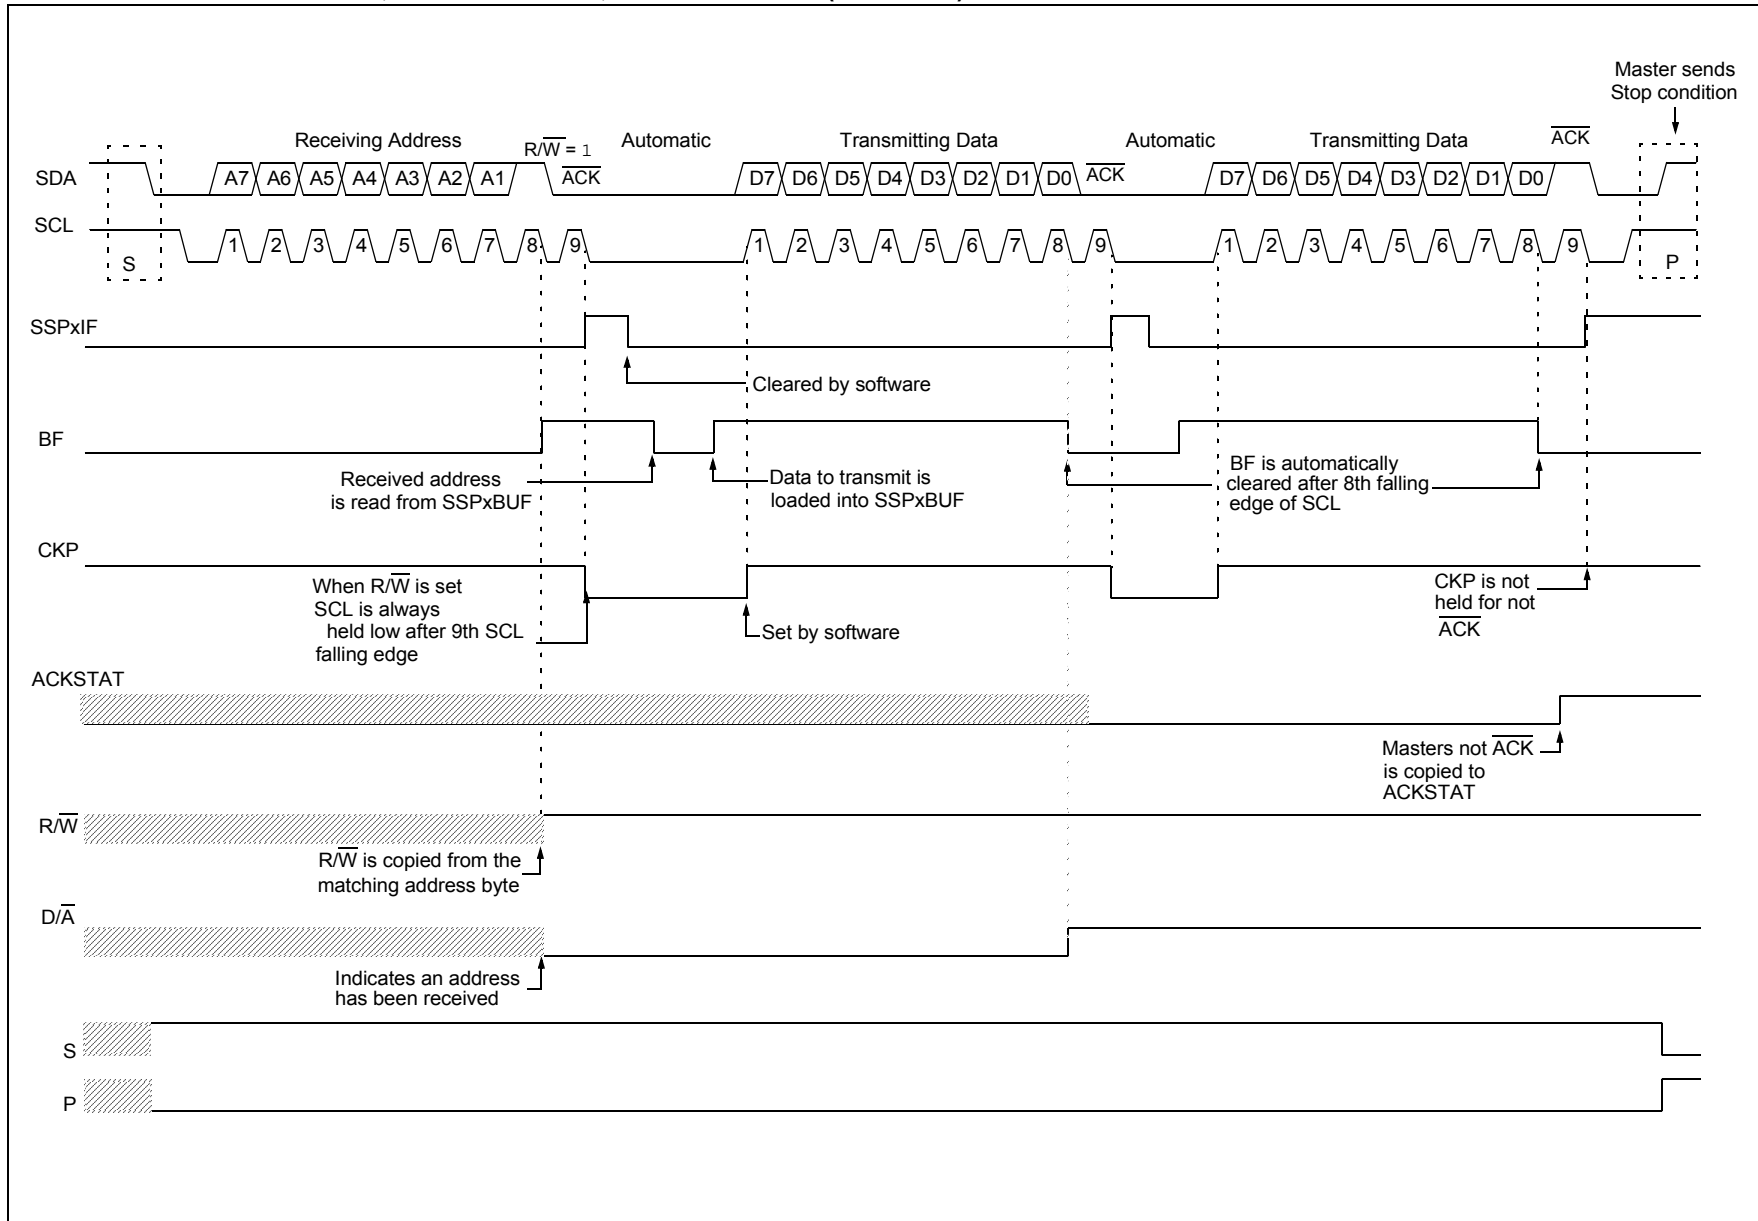 Master sends
Stop condition
Receiving Address
R/W̅ = 1
Automatic
Transmitting Data
Automatic
Transmitting Data
A̅C̅K̅
SDA
A7 A6 A5 A4 A3 A2 A1
A̅C̅K̅
D7 D6 D5 D4 D3 D2 D1 D0
A̅C̅K̅
D7 D6 D5 D4 D3 D2 D1 D0
SCL
1 2 3 4 5 6 7 8 9
1 2 3 4 5 6 7 8 9
1 2 3 4 5 6 7 8 9
S
P
SSPxIF
Cleared by software
BF
Received address
is read from SSPxBUF
Data to transmit is
loaded into SSPxBUF
BF is automatically
cleared after 8th falling
edge of SCL
CKP
When R/W̅ is set
SCL is always
held low after 9th SCL
falling edge
Set by software
CKP is not
held for not
A̅C̅K̅
ACKSTAT
Masters not A̅C̅K̅
is copied to
ACKSTAT
R/W̅
R/W̅ is copied from the
matching address byte
D/A̅
Indicates an address
has been received
S
P